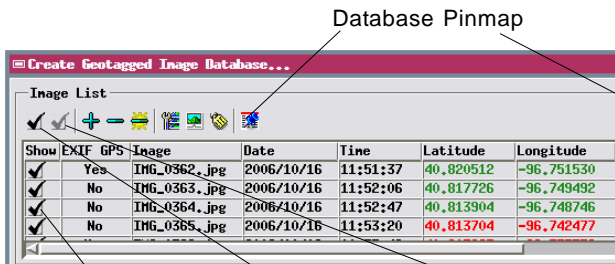 Database Pinmap
Create Geotagged Image Database...
Image List
Show EXIF GPS Image Date Time Latitude Longitude
Yes IMG_0362.jpg 2006/10/16 11:51:37 40.820512 -96.751530
No IMG_0363.jpg 2006/10/16 11:52:06 40.817726 -96.749492
No IMG_0364.jpg 2006/10/16 11:52:47 40.813904 -96.748746
No IMG_0365.jpg 2006/10/16 11:53:20 40.813704 -96.742477